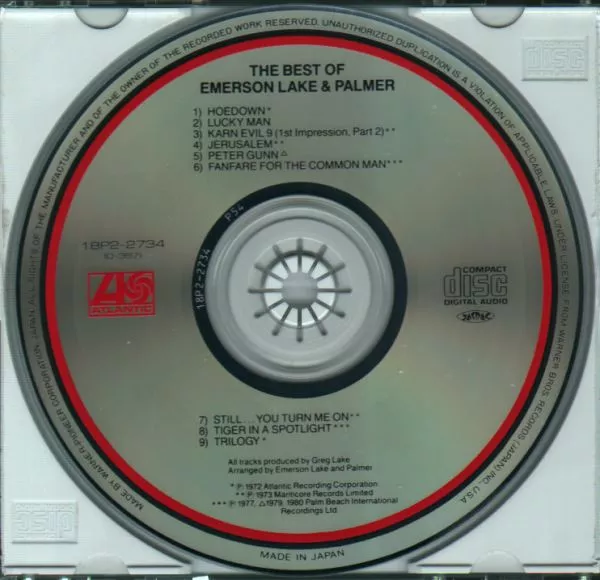 THE BEST OF
EMERSON LAKE & PALMER
1) HOEDOWN*
2) LUCKY MAN
3) KARN EVIL 9 (1st Impression, Part 2)**
4) JERUSALEM**
5) PETER GUNN△
6) FANFARE FOR THE COMMON MAN***
18P2-2734
ATLANTIC
18P2-2734 P54
COMPACT
disc
DIGITAL AUDIO
7) STILL...YOU TURN ME ON**
8) TIGER IN A SPOTLIGHT***
9) TRILOGY*
All tracks produced by Greg Lake
Arranged by Emerson Lake and Palmer
*Ⓟ 1972 Atlantic Recording Corporation
**Ⓟ 1973 Manticore Records Limited
***Ⓟ 1977, △1979, 1980 Palm Beach International
Recordings Ltd.
MADE BY WARNER-PIONEER CORPORATION, JAPAN. ALL RIGHTS OF THE MANUFACTURER AND OF THE OWNER OF THE RECORDED WORK RESERVED. UNAUTHORIZED DUPLICATION IS A VIOLATION OF APPLICABLE LAWS. UNDER LICENSE FROM WARNER BROS. RECORDS (JAPAN) INC., U.S.A.
MADE IN JAPAN
disc
disc